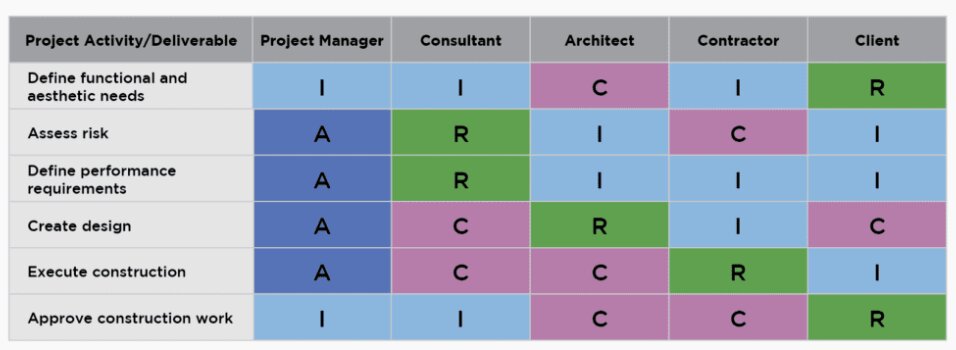 Project Activity/Deliverable Project Manager Consultant Architect Contractor Client
Define functional and
aesthetic needs I I C I R
Assess risk A R I C I
Define performance
requirements A R I I I
Create design A C R I C
Execute construction A C C R I
Approve construction work I I C C R